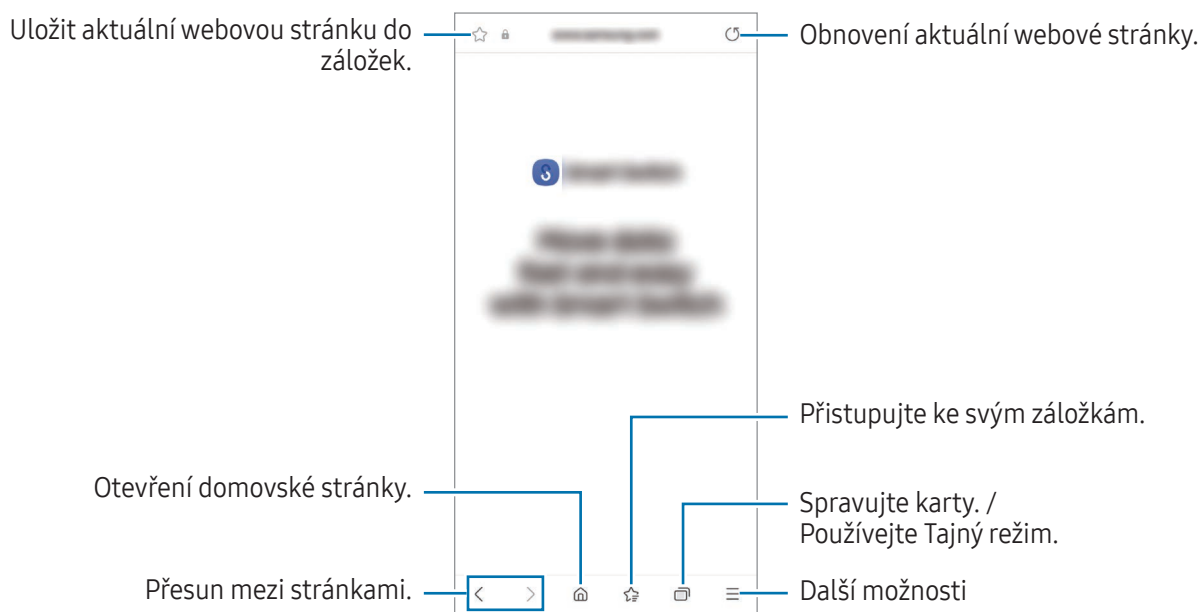 Uložit aktuální webovou stránku do
záložek.
Obnovení aktuální webové stránky.
Přistupujte ke svým záložkám.
Otevření domovské stránky.
Spravujte karty. /
Používejte Tajný režim.
Přesun mezi stránkami.
Další možnosti